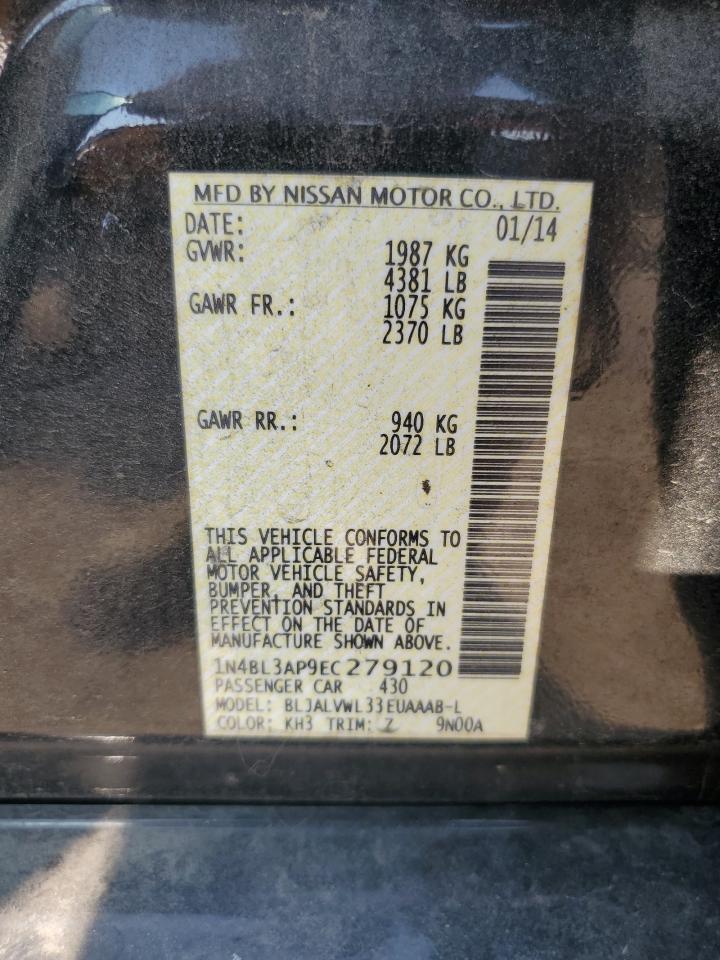 MFD BY NISSAN MOTOR CO., LTD.
DATE: 01/14
GVWR: 1987 KG
4381 LB
GAWR FR.: 1075 KG
2370 LB
GAWR RR.: 940 KG
2072 LB
THIS VEHICLE CONFORMS TO
ALL APPLICABLE FEDERAL
MOTOR VEHICLE SAFETY,
BUMPER, AND THEFT
PREVENTION STANDARDS IN
EFFECT ON THE DATE OF
MANUFACTURE SHOWN ABOVE.
1N4BL3AP9EC279120
PASSENGER CAR 430
MODEL: BLJALVWL33EUAAAB-L
COLOR: KH3 TRIM: Z 9N00A